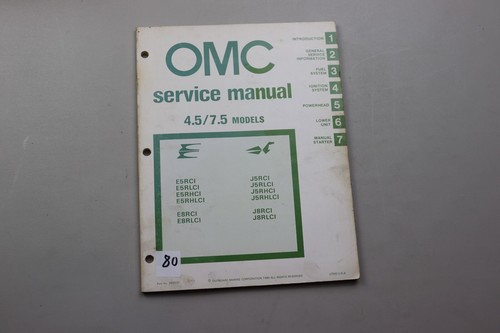 OMC
service manual
4.5/7.5 MODELS
INTRODUCTION 1
GENERAL
SERVICE
INFORMATION 2
FUEL
SYSTEM 3
IGNITION
SYSTEM 4
POWERHEAD 5
LOWER
UNIT 6
MANUAL
STARTER 7
E5RCI
E5RLCI
E5RHCI
E5RHLCI
E8RCI
E8RLCI
J5RCI
J5RLCI
J5RHCI
J5RHLCI
J8RCI
J8RLCI
80